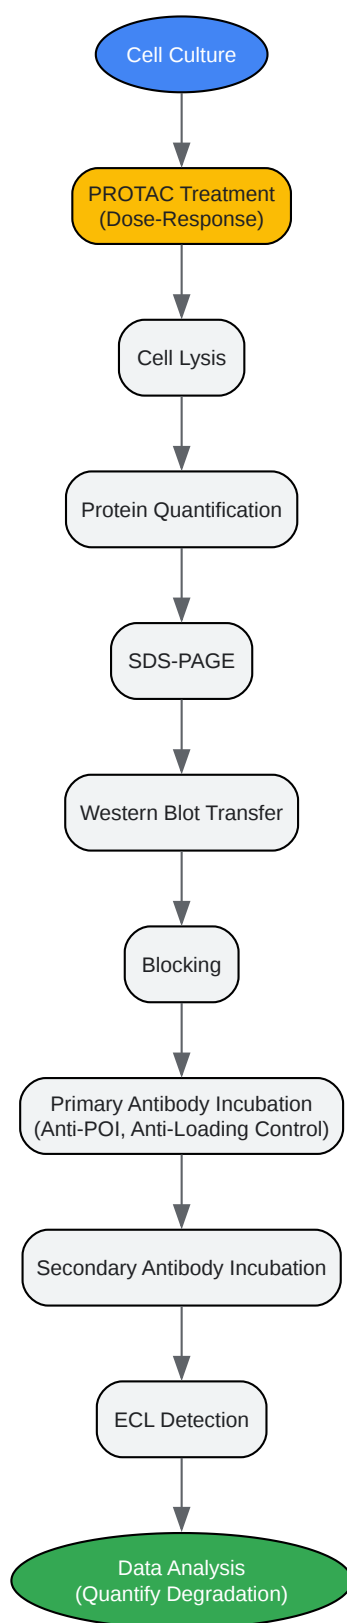 Cell Culture
PROTAC Treatment
(Dose-Response)
Cell Lysis
Protein Quantification
SDS-PAGE
Western Blot Transfer
Blocking
Primary Antibody Incubation
(Anti-POI, Anti-Loading Control)
Secondary Antibody Incubation
ECL Detection
Data Analysis
(Quantify Degradation)